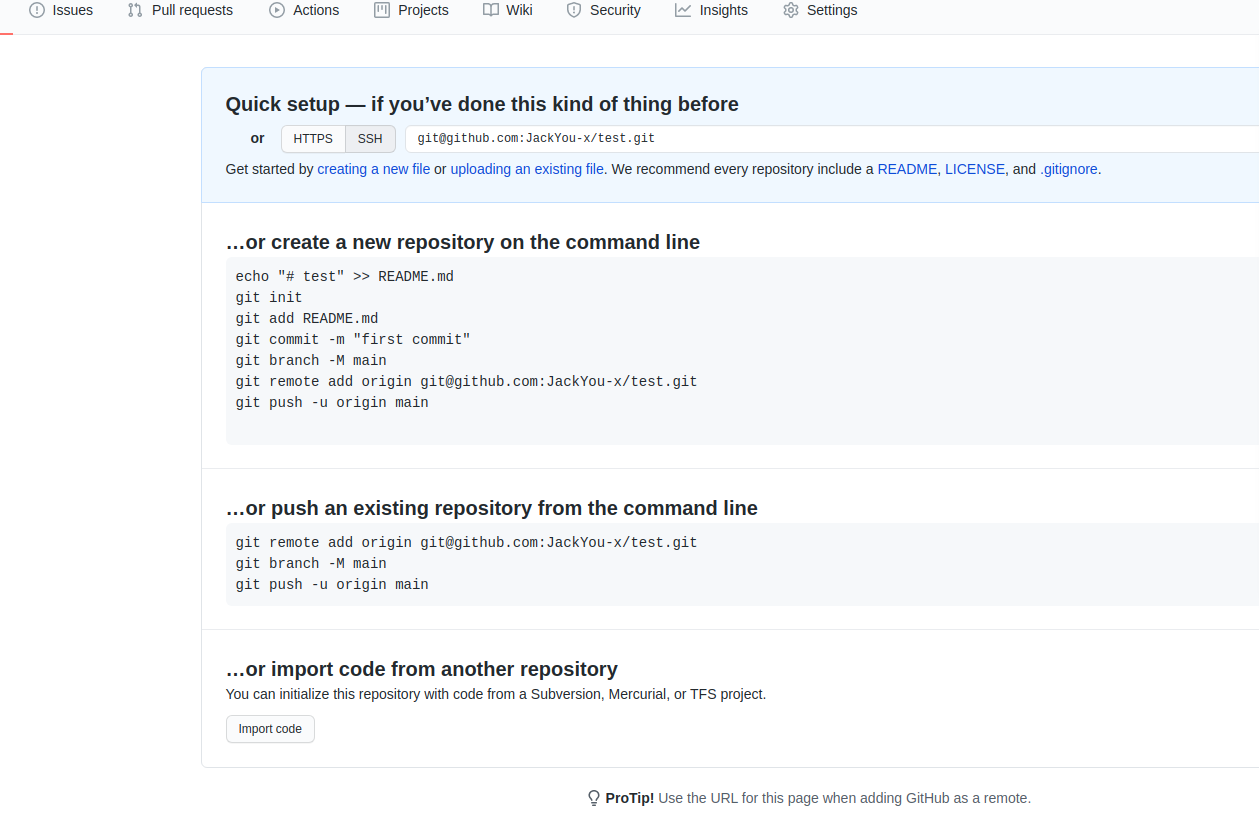 Issues Pull requests Actions Projects Wiki Security Insights Settings
Quick setup — if you’ve done this kind of thing before
or HTTPS SSH git@github.com:JackYou-x/test.git
Get started by creating a new file or uploading an existing file. We recommend every repository include a README, LICENSE, and .gitignore.
…or create a new repository on the command line
echo "# test" >> README.md
git init
git add README.md
git commit -m "first commit"
git branch -M main
git remote add origin git@github.com:JackYou-x/test.git
git push -u origin main
…or push an existing repository from the command line
git remote add origin git@github.com:JackYou-x/test.git
git branch -M main
git push -u origin main
…or import code from another repository
You can initialize this repository with code from a Subversion, Mercurial, or TFS project.
Import code
ProTip! Use the URL for this page when adding GitHub as a remote.